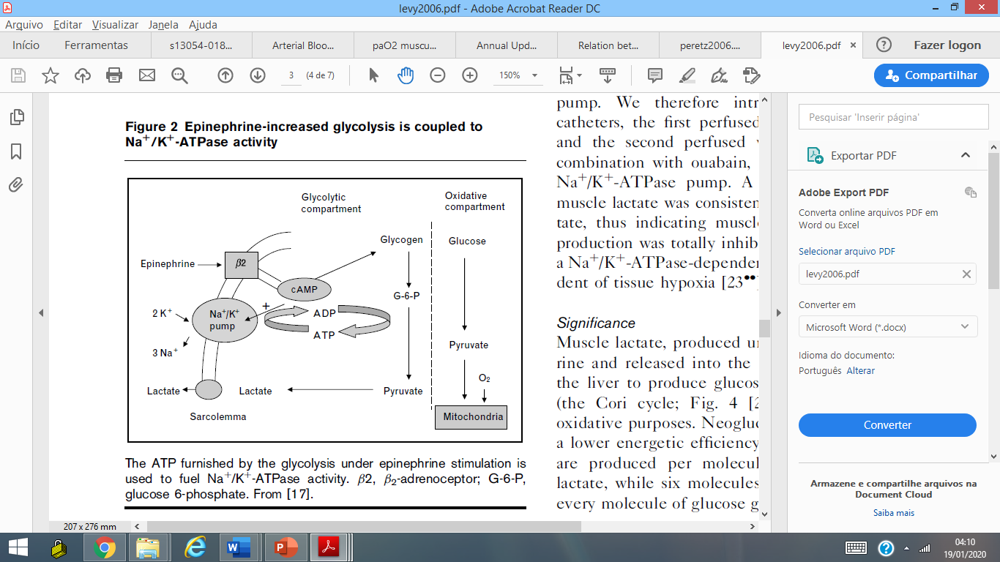 levy2006.pdf - Adobe Acrobat Reader DC
Arquivo Editar Visualizar Janela Ajuda
Início Ferramentas s13054-018... Arterial Bloo... paO2 muscu... Annual Upd... Relation bet... peretz2006.... levy2006.pdf × ? Fazer logon
3 (4 de 7) 150% Compartilhar
Figure 2 Epinephrine-increased glycolysis is coupled to
Na+/K+-ATPase activity
Glycolytic
compartment
Oxidative
compartment
Glycogen
Glucose
Epinephrine
β2
cAMP
G-6-P
+
2 K+
Na+/K+
pump
ADP
ATP
3 Na+
Pyruvate
O2
Lactate
Lactate
Pyruvate
Mitochondria
Sarcolemma
The ATP furnished by the glycolysis under epinephrine stimulation is
used to fuel Na+/K+-ATPase activity. β2, β2-adrenoceptor; G-6-P,
glucose 6-phosphate. From [17].
207 x 276 mm
pump. We therefore intr
catheters, the first perfused
and the second perfused
combination with ouabain,
Na+/K+-ATPase pump. A
muscle lactate was consisten
tate, thus indicating muscl
production was totally inhib
a Na+/K+-ATPase-depender
dent of tissue hypoxia [23••
Significance
Muscle lactate, produced u
rine and released into the
the liver to produce glucos
(the Cori cycle; Fig. 4 [2
oxidative purposes. Neogluc
a lower energetic efficiency
are produced per molecul
lactate, while six molecules
every molecule of glucose g
Pesquisar 'Inserir página'
Exportar PDF
Adobe Export PDF
Converta online arquivos PDF em
Word ou Excel
Selecionar arquivo PDF
levy2006.pdf
Converter em
Microsoft Word (*.docx)
Idioma do documento:
Português Alterar
Converter
Armazene e compartilhe arquivos na
Document Cloud
Saiba mais
04:10
19/01/2020